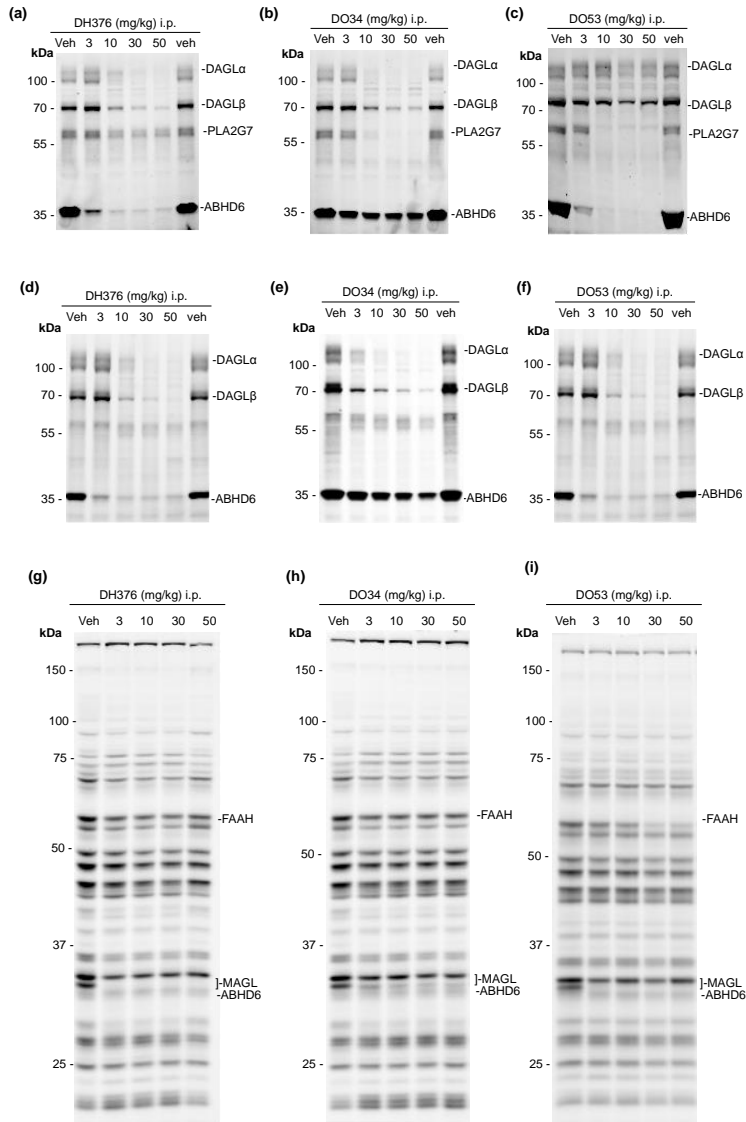 (a)
DH376 (mg/kg) i.p.
kDa
Veh 3 10 30 50 veh
100 -
70 -
55 -
35 -
-DAGLα
-DAGLβ
-PLA2G7
-ABHD6
(b)
DO34 (mg/kg) i.p.
kDa
Veh 3 10 30 50 veh
100 -
70 -
55 -
35 -
-DAGLα
-DAGLβ
-PLA2G7
-ABHD6
(c)
DO53 (mg/kg) i.p.
kDa
Veh 3 10 30 50 veh
100 -
70 -
55 -
35 -
-DAGLα
-DAGLβ
-PLA2G7
-ABHD6
(d)
DH376 (mg/kg) i.p.
kDa
Veh 3 10 30 50 veh
100 -
70 -
55 -
35 -
-DAGLα
-DAGLβ
-ABHD6
(e)
DO34 (mg/kg) i.p.
kDa
Veh 3 10 30 50 veh
100 -
70 -
55 -
35 -
-DAGLα
-DAGLβ
-ABHD6
(f)
DO53 (mg/kg) i.p.
kDa
Veh 3 10 30 50 veh
100 -
70 -
55 -
35 -
-DAGLα
-DAGLβ
-ABHD6
(g)
DH376 (mg/kg) i.p.
Veh 3 10 30 50
kDa
150 -
100 -
75 -
50 -
37 -
25 -
-FAAH
]-MAGL
-ABHD6
(h)
DO34 (mg/kg) i.p.
Veh 3 10 30 50
kDa
150 -
100 -
75 -
50 -
37 -
25 -
-FAAH
]-MAGL
-ABHD6
(i)
DO53 (mg/kg) i.p.
Veh 3 10 30 50
kDa
150 -
100 -
75 -
50 -
37 -
25 -
-FAAH
]-MAGL
-ABHD6